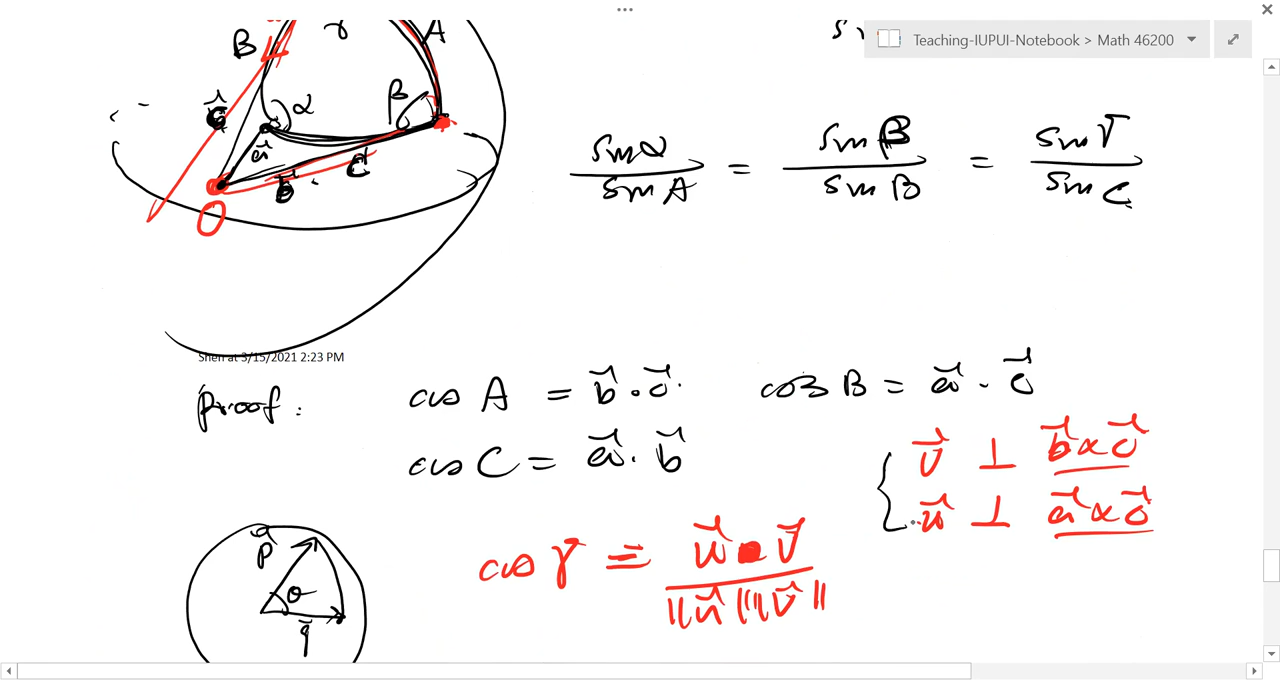 Teaching-IUPUI-Notebook > Math 46200
B γ A
c⃗ α β
a⃗
b⃗ C
O
sin α / sin A = sin β / sin B = sin γ / sin C
Shen at 3/15/2021 2:23 PM
proof: cos A = b⃗ · c⃗ cos B = a⃗ · c⃗
cos C = a⃗ · b⃗
v⃗ ⊥ b⃗ × c⃗
u⃗ ⊥ a⃗ × c⃗
cos γ = u⃗ · v⃗ / ‖u⃗‖ ‖v⃗‖
p⃗ θ
q⃗